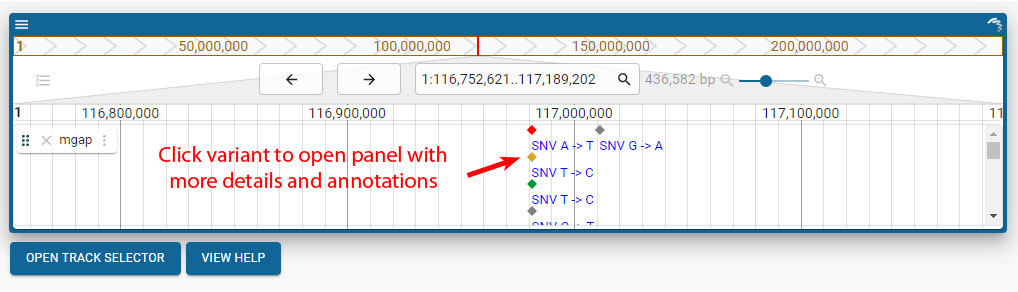 1 50,000,000 100,000,000 150,000,000 200,000,000
1:116,752,621..117,189,202 436,582 bp
1 116,800,000 116,900,000 117,000,000 117,100,000
mgap
Click variant to open panel with
more details and annotations
SNV A -> T SNV G -> A
SNV T -> C
SNV T -> C
OPEN TRACK SELECTOR VIEW HELP